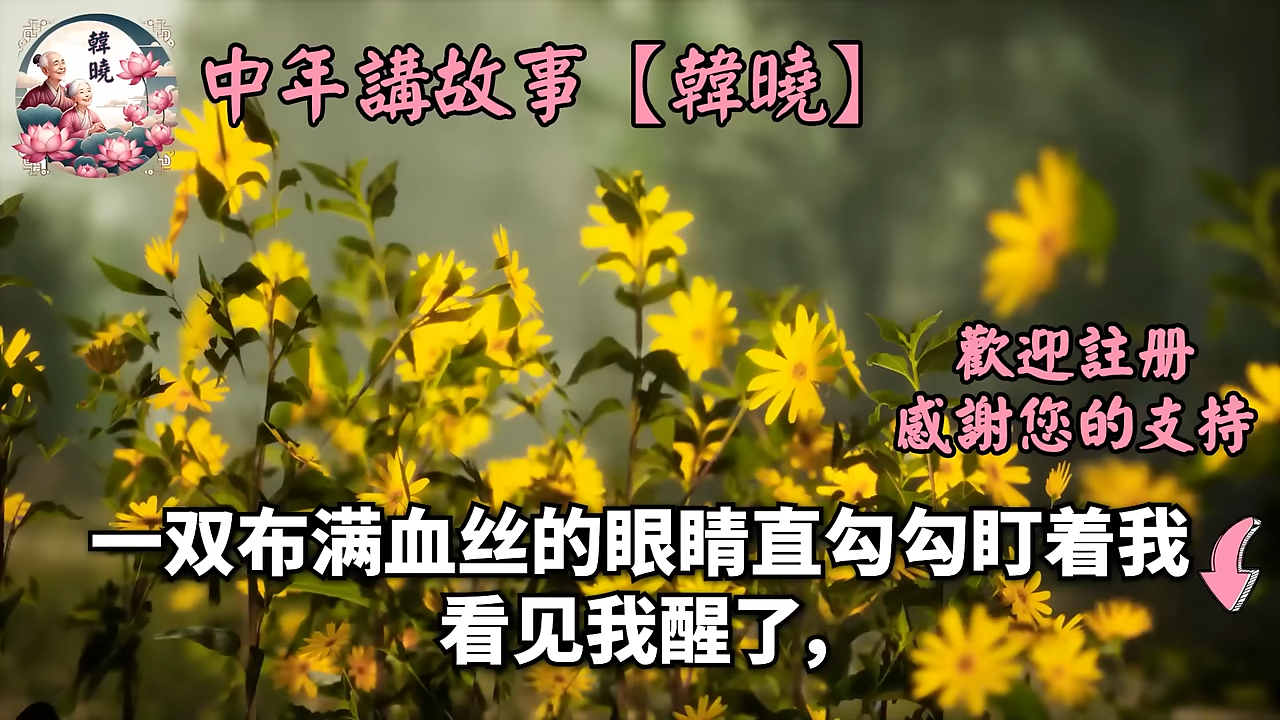 韓
曉
中年講故事【韓曉】
歡迎註册
感謝您的支持
一双布满血丝的眼睛直勾勾盯着我
看见我醒了，